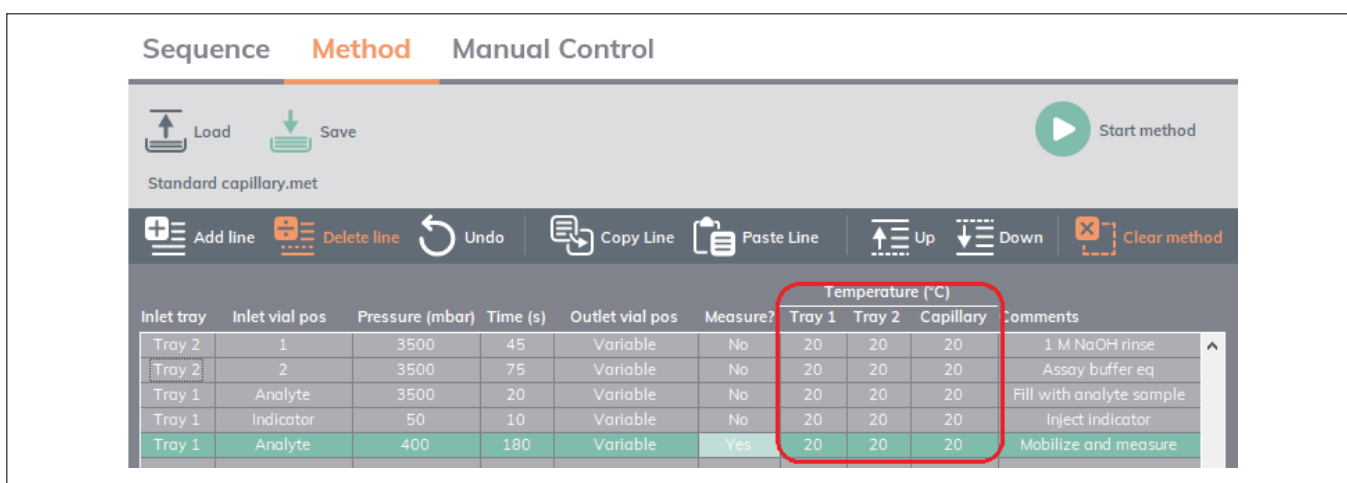 Sequence Method Manual Control
Load Save Start method
Standard capillary.met
Add line Delete line Undo Copy Line Paste Line Up Down Clear method
Temperature (°C)
Inlet tray Inlet vial pos Pressure (mbar) Time (s) Outlet vial pos Measure? Tray 1 Tray 2 Capillary Comments
Tray 2 1 3500 45 Variable No 20 20 20 1 M NaOH rinse
Tray 2 2 3500 75 Variable No 20 20 20 Assay buffer eq
Tray 1 Analyte 3500 20 Variable No 20 20 20 Fill with analyte sample
Tray 1 Indicator 50 10 Variable No 20 20 20 Inject indicator
Tray 1 Analyte 400 180 Variable Yes 20 20 20 Mobilize and measure